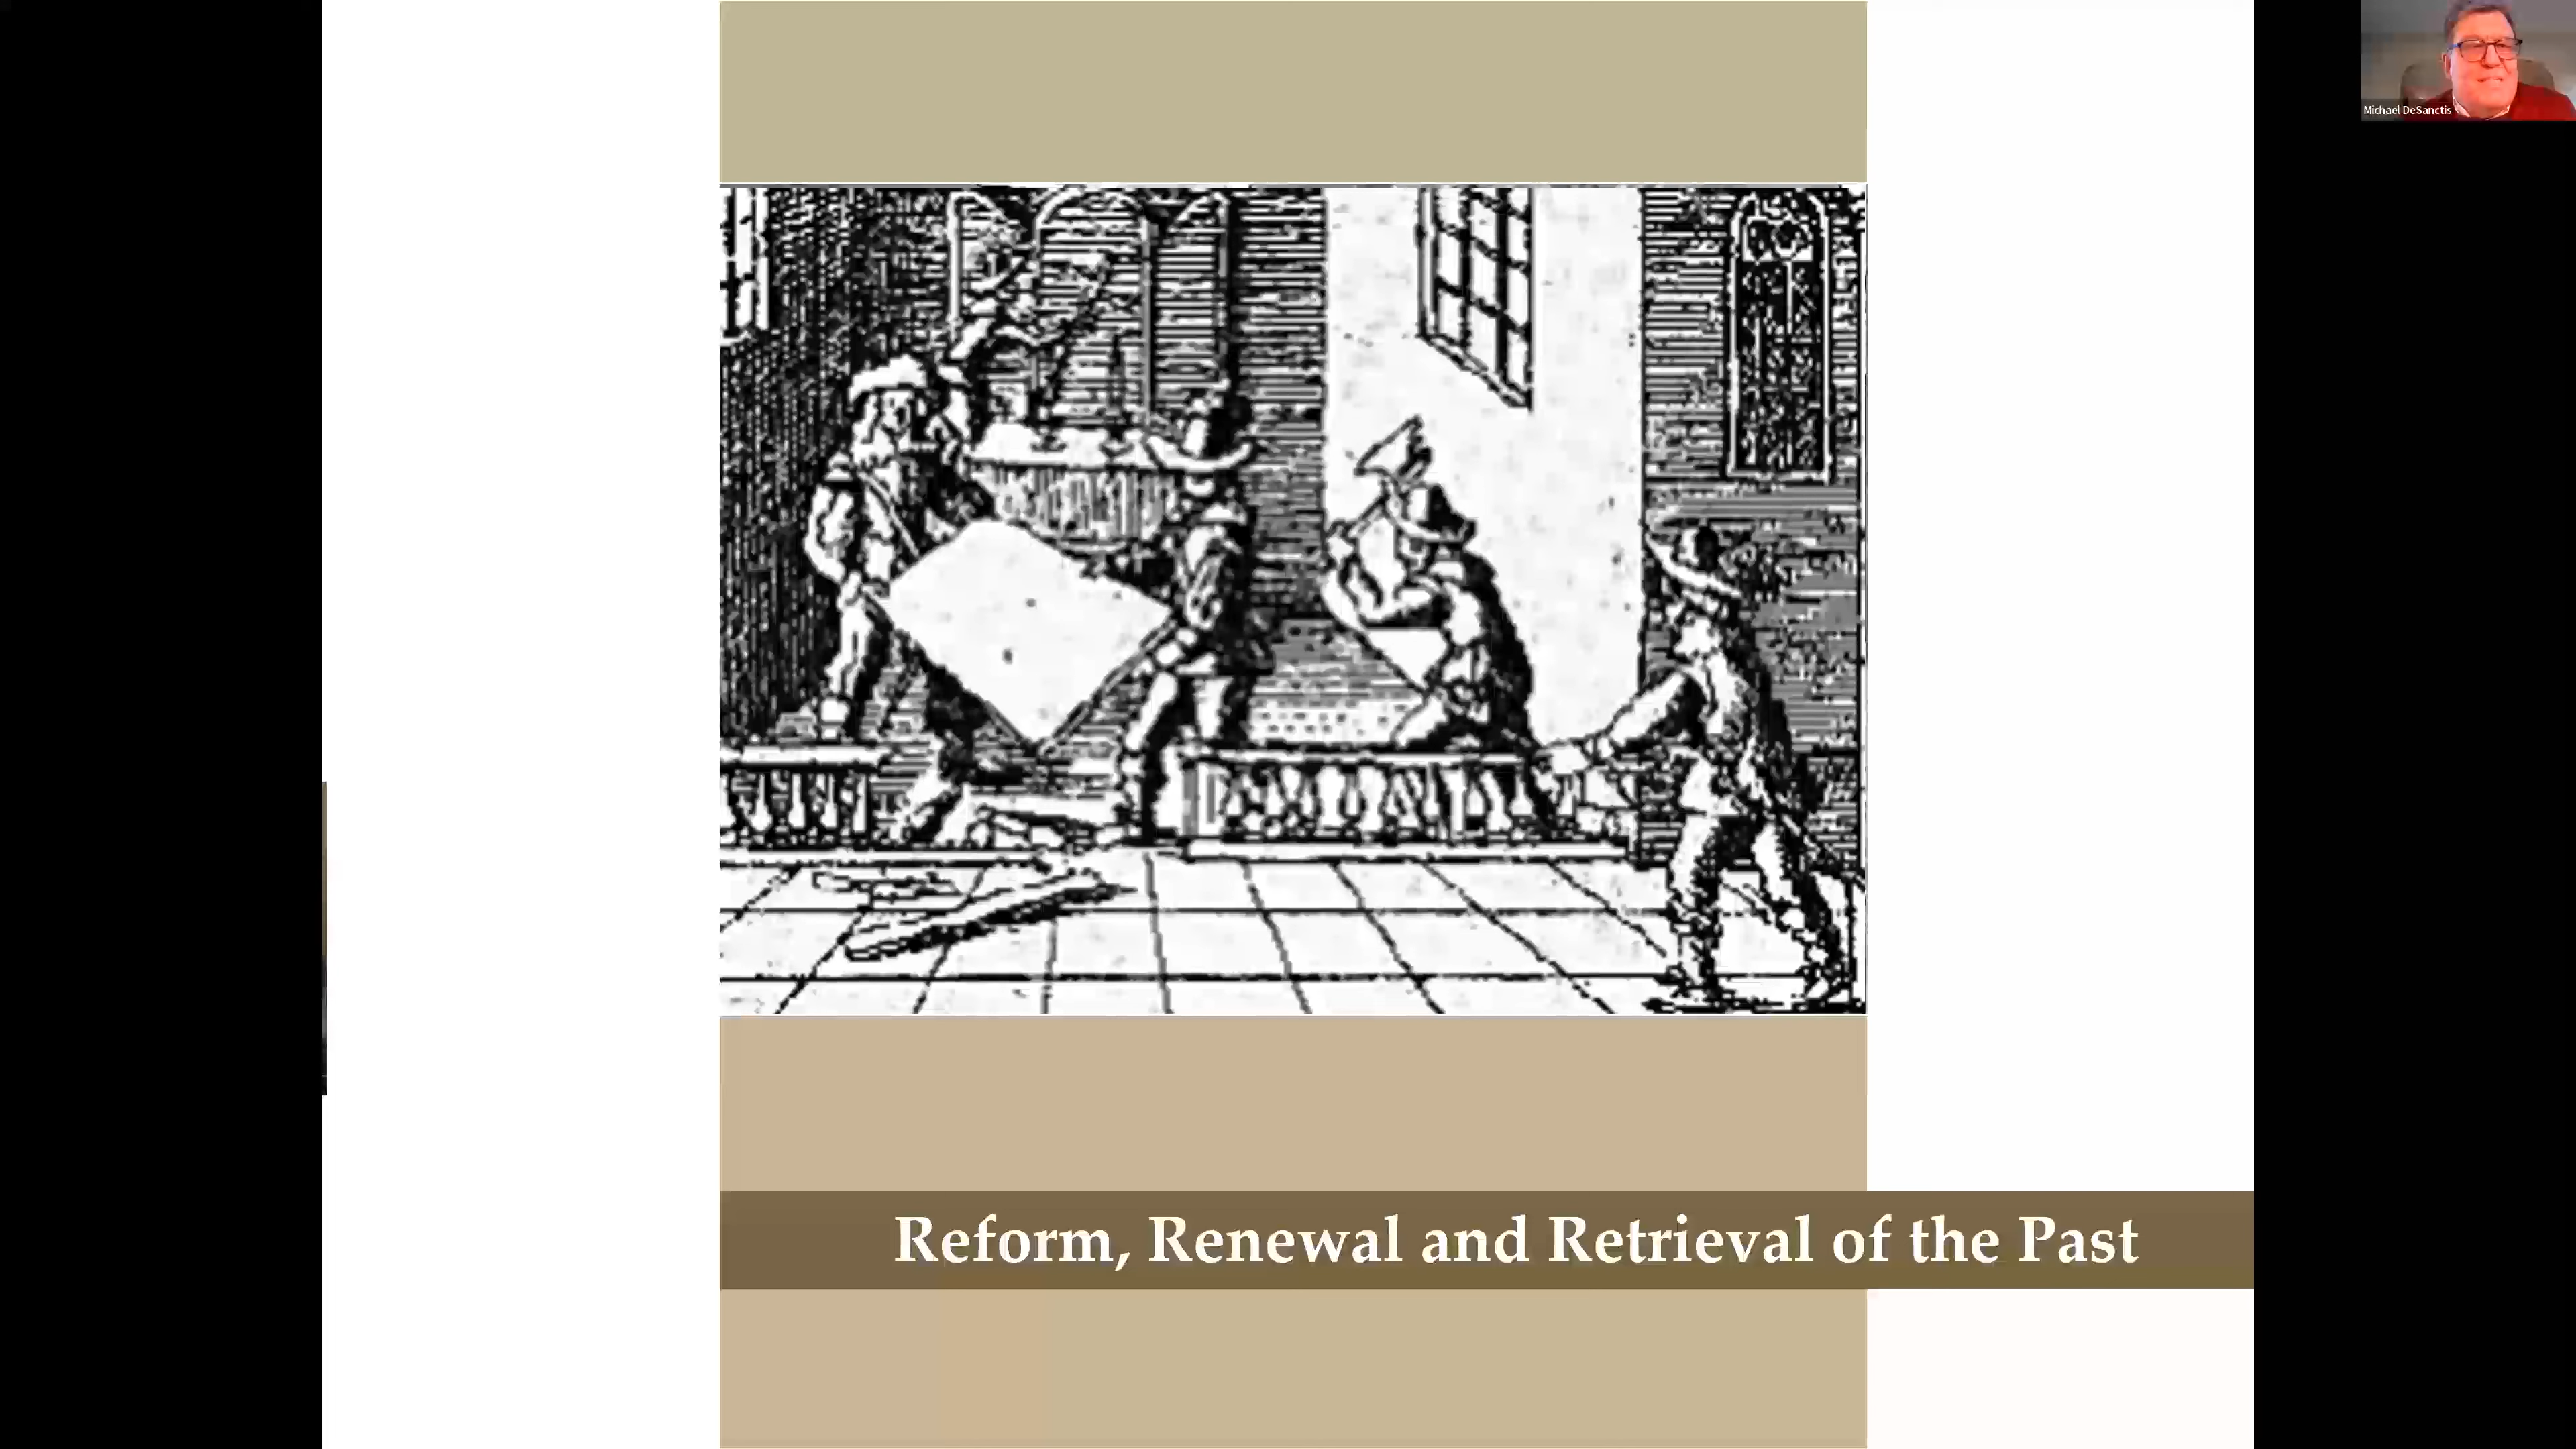 Michael DeSanctis
Reform, Renewal and Retrieval of the Past